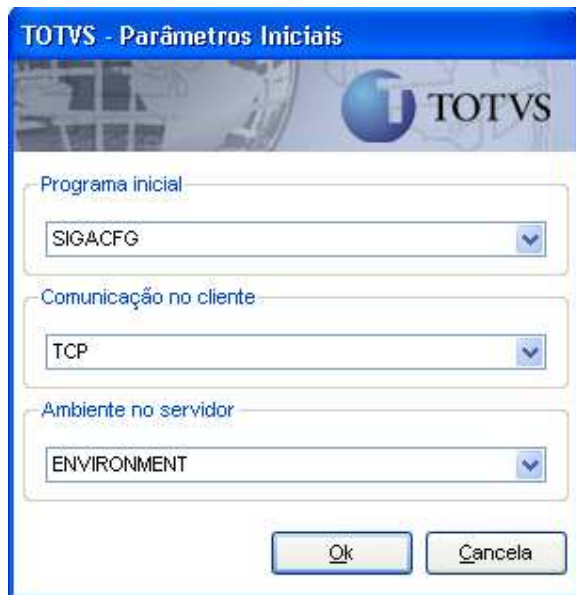 TOTVS - Parâmetros Iniciais
TOTVS
Programa inicial
SIGACFG
Comunicação no cliente
TCP
Ambiente no servidor
ENVIRONMENT
Ok
Cancela